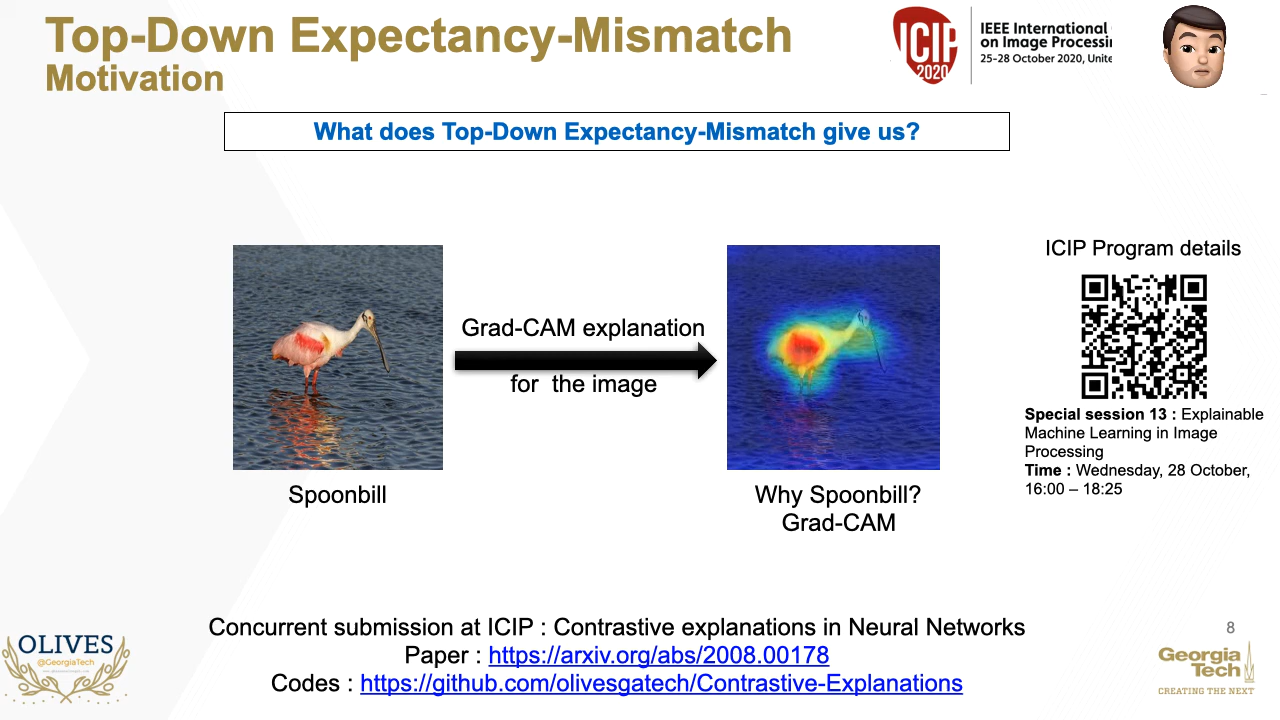 Top-Down Expectancy-Mismatch
Motivation
ICIP
2020
IEEE International
on Image Processin
25-28 October 2020, Unite
What does Top-Down Expectancy-Mismatch give us?
Grad-CAM explanation
for the image
Spoonbill
Why Spoonbill?
Grad-CAM
ICIP Program details
Special session 13 : Explainable
Machine Learning in Image
Processing
Time : Wednesday, 28 October,
16:00 – 18:25
Concurrent submission at ICIP : Contrastive explanations in Neural Networks
Paper : https://arxiv.org/abs/2008.00178
Codes : https://github.com/olivesgatech/Contrastive-Explanations
OLIVES
@GeorgiaTech
8
Georgia
Tech
CREATING THE NEXT